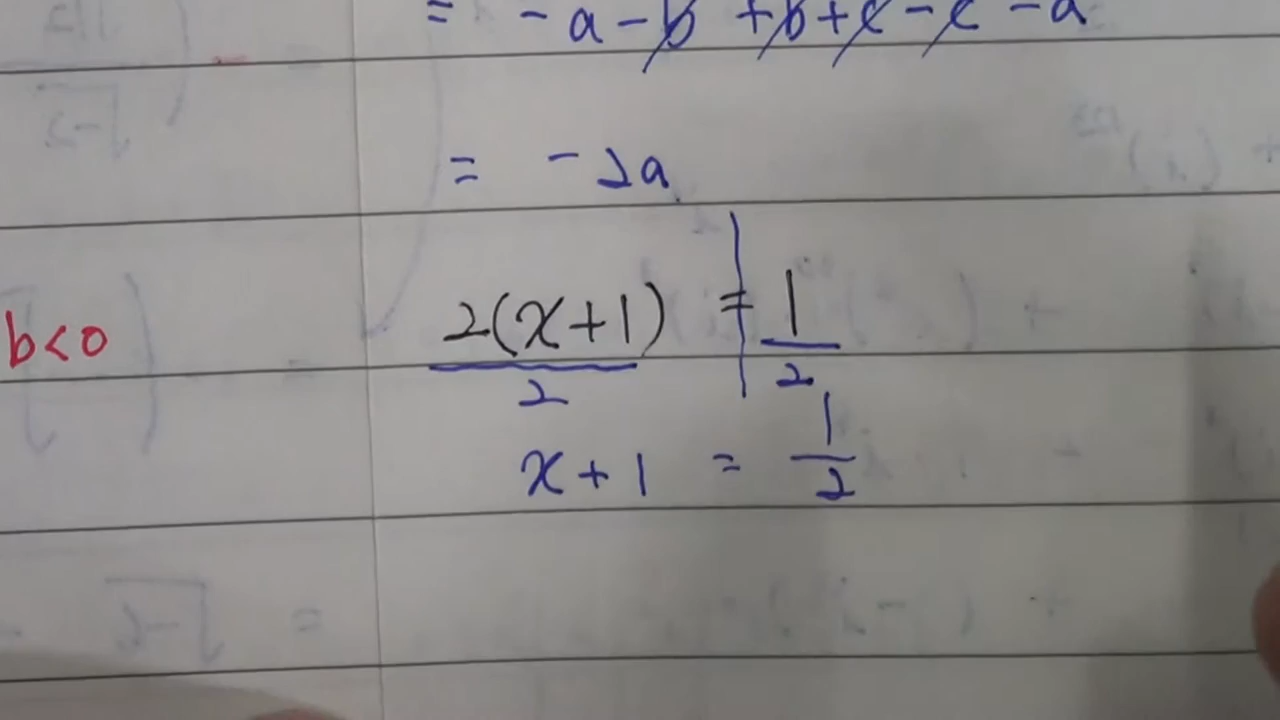 = -a-b+b+c-c-a
= -2a
b<0
2(x+1) = 1
2 2
x+1 = 1/2